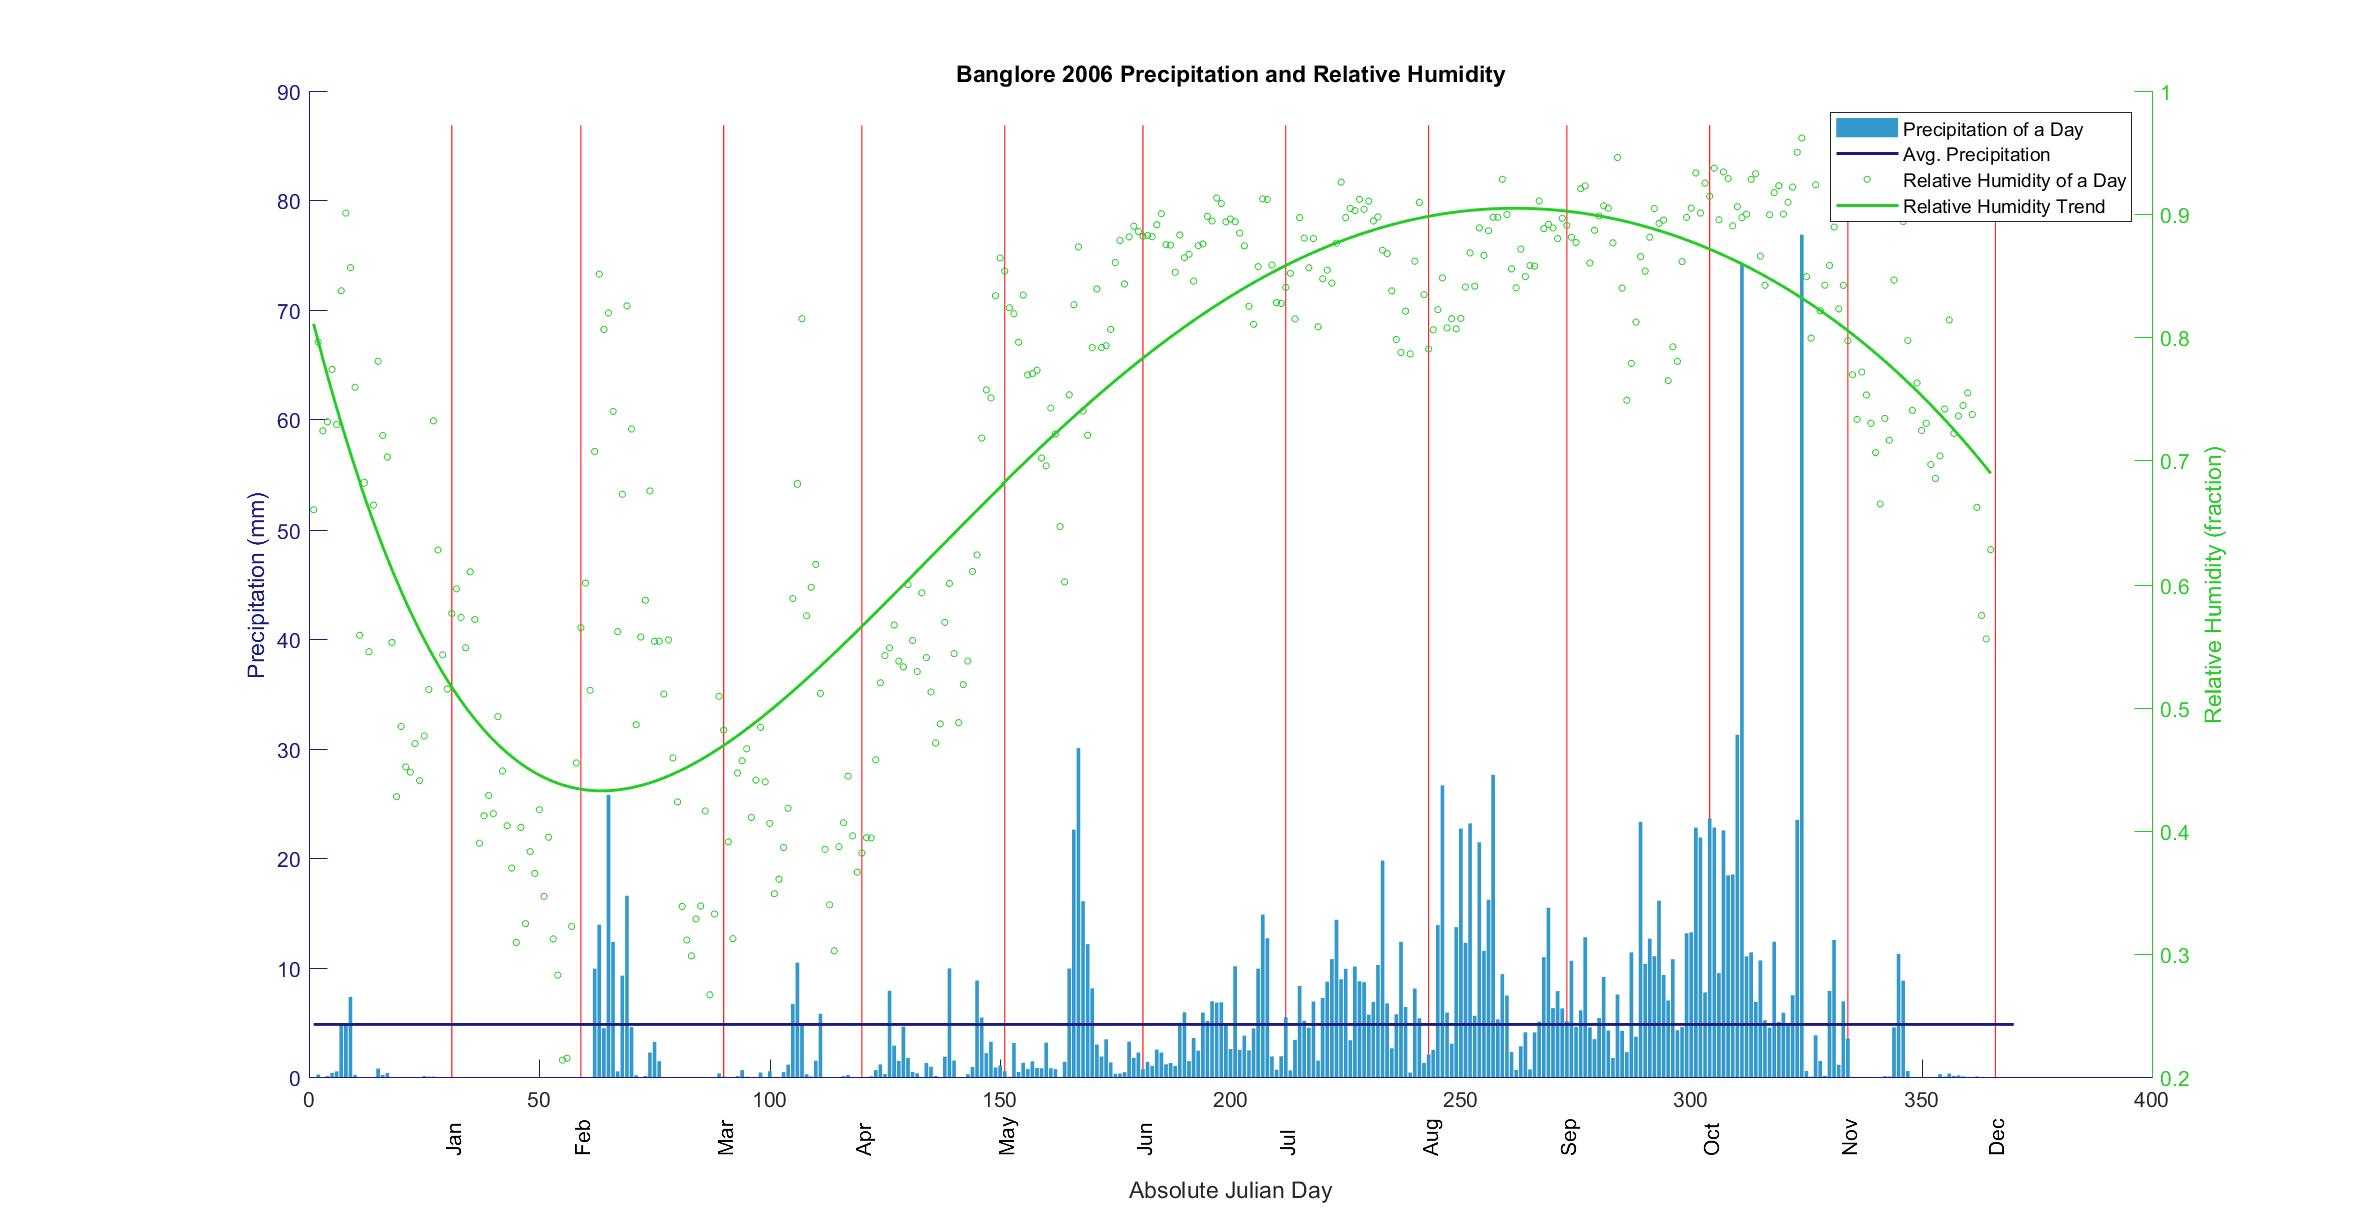 Banglore 2006 Precipitation and Relative Humidity
90
80
70
60
50
40
30
20
10
0
Precipitation (mm)
1
0.9
0.8
0.7
0.6
0.5
0.4
0.3
0.2
Relative Humidity (fraction)
Precipitation of a Day
Avg. Precipitation
Relative Humidity of a Day
Relative Humidity Trend
0 50 100 150 200 250 300 350 400
Jan Feb Mar Apr May Jun Jul Aug Sep Oct Nov Dec
Absolute Julian Day